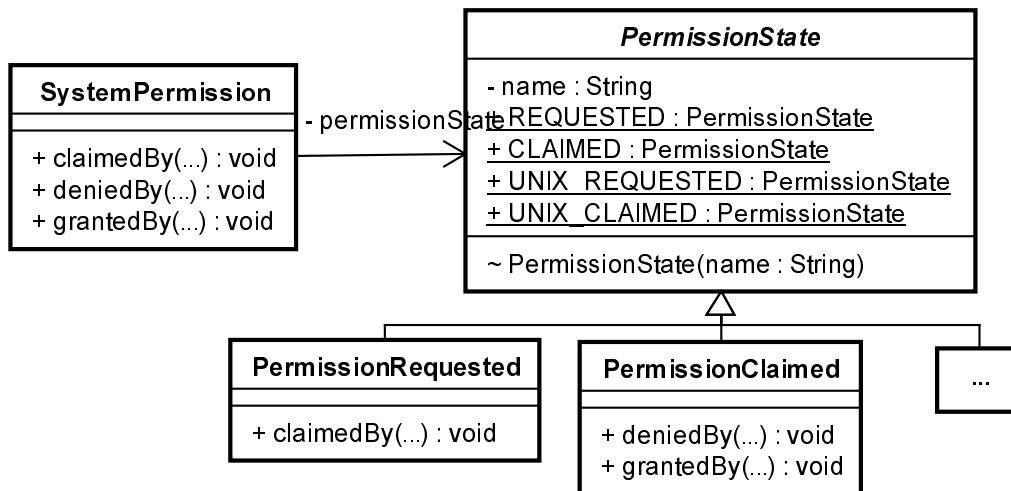 PermissionState
- name : String
+ REQUESTED : PermissionState
+ CLAIMED : PermissionState
+ UNIX_REQUESTED : PermissionState
+ UNIX_CLAIMED : PermissionState
~ PermissionState(name : String)
SystemPermission
+ claimedBy(...) : void
+ deniedBy(...) : void
+ grantedBy(...) : void
- permissionState
PermissionRequested
+ claimedBy(...) : void
PermissionClaimed
+ deniedBy(...) : void
+ grantedBy(...) : void
...